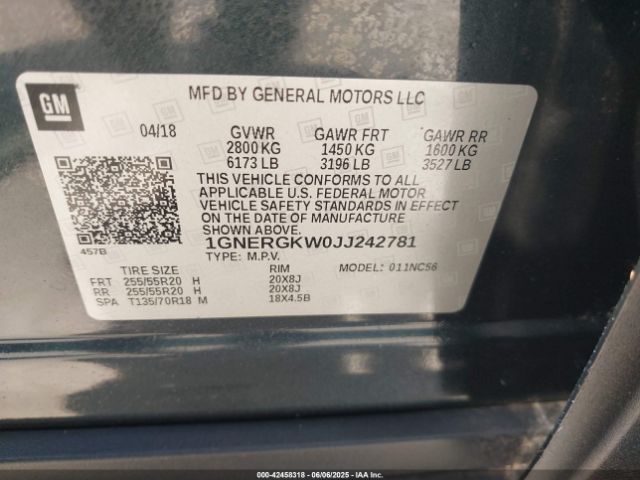 GM
MFD BY GENERAL MOTORS LLC
04/18 GVWR GAWR FRT GAWR RR
2800 KG 1450 KG 1600 KG
6173 LB 3196 LB 3527 LB
THIS VEHICLE CONFORMS TO ALL
APPLICABLE U.S. FEDERAL MOTOR
VEHICLE SAFETY STANDARDS IN EFFECT
ON THE DATE OF MANUFACTURE
SHOWN ABOVE.
1GNERGKW0JJ242781
457B
TYPE: M.P.V. MODEL: 011NC56
TIRE SIZE RIM
FRT 255/55R20 H 20X8J
RR 255/55R20 H 20X8J
SPA T135/70R18 M 18X4.5B
000-42458318 - 06/06/2025 - IAA Inc.